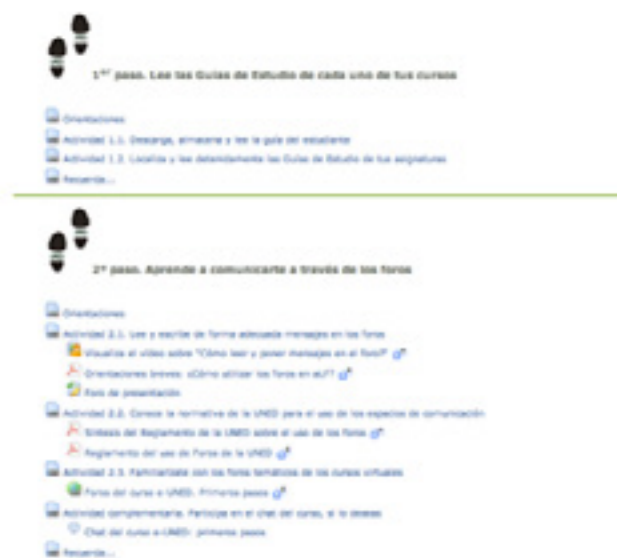 1er paso. Lee las Guías de Estudio de cada uno de tus cursos
Orientaciones
Actividad 1.1. Descarga, almacena y lee la guía del estudiante
Actividad 1.2. Localiza y lee detenidamente las Guías de Estudio de tus asignaturas
Recuerda...
2º paso. Aprende a comunicarte a través de los foros
Orientaciones
Actividad 2.1. Lee y escribe de forma adecuada mensajes en los foros
Visualiza el vídeo sobre "Cómo leer y poner mensajes en el foro?"
Orientaciones breves: ¿Cómo utilizar los foros en aLF?
Foro de presentación
Actividad 2.2. Conoce la normativa de la UNED para el uso de los espacios de comunicación
Síntesis del Reglamento de la UNED sobre el uso de los foros
Reglamento del uso de Foros de la UNED
Actividad 2.3. Familiarízate con los foros temáticos de los cursos virtuales
Foros del curso e-UNED: Primeros pasos
Actividad complementaria. Participa en el chat del curso, si lo deseas
Chat del curso e-UNED: primeros pasos
Recuerda...